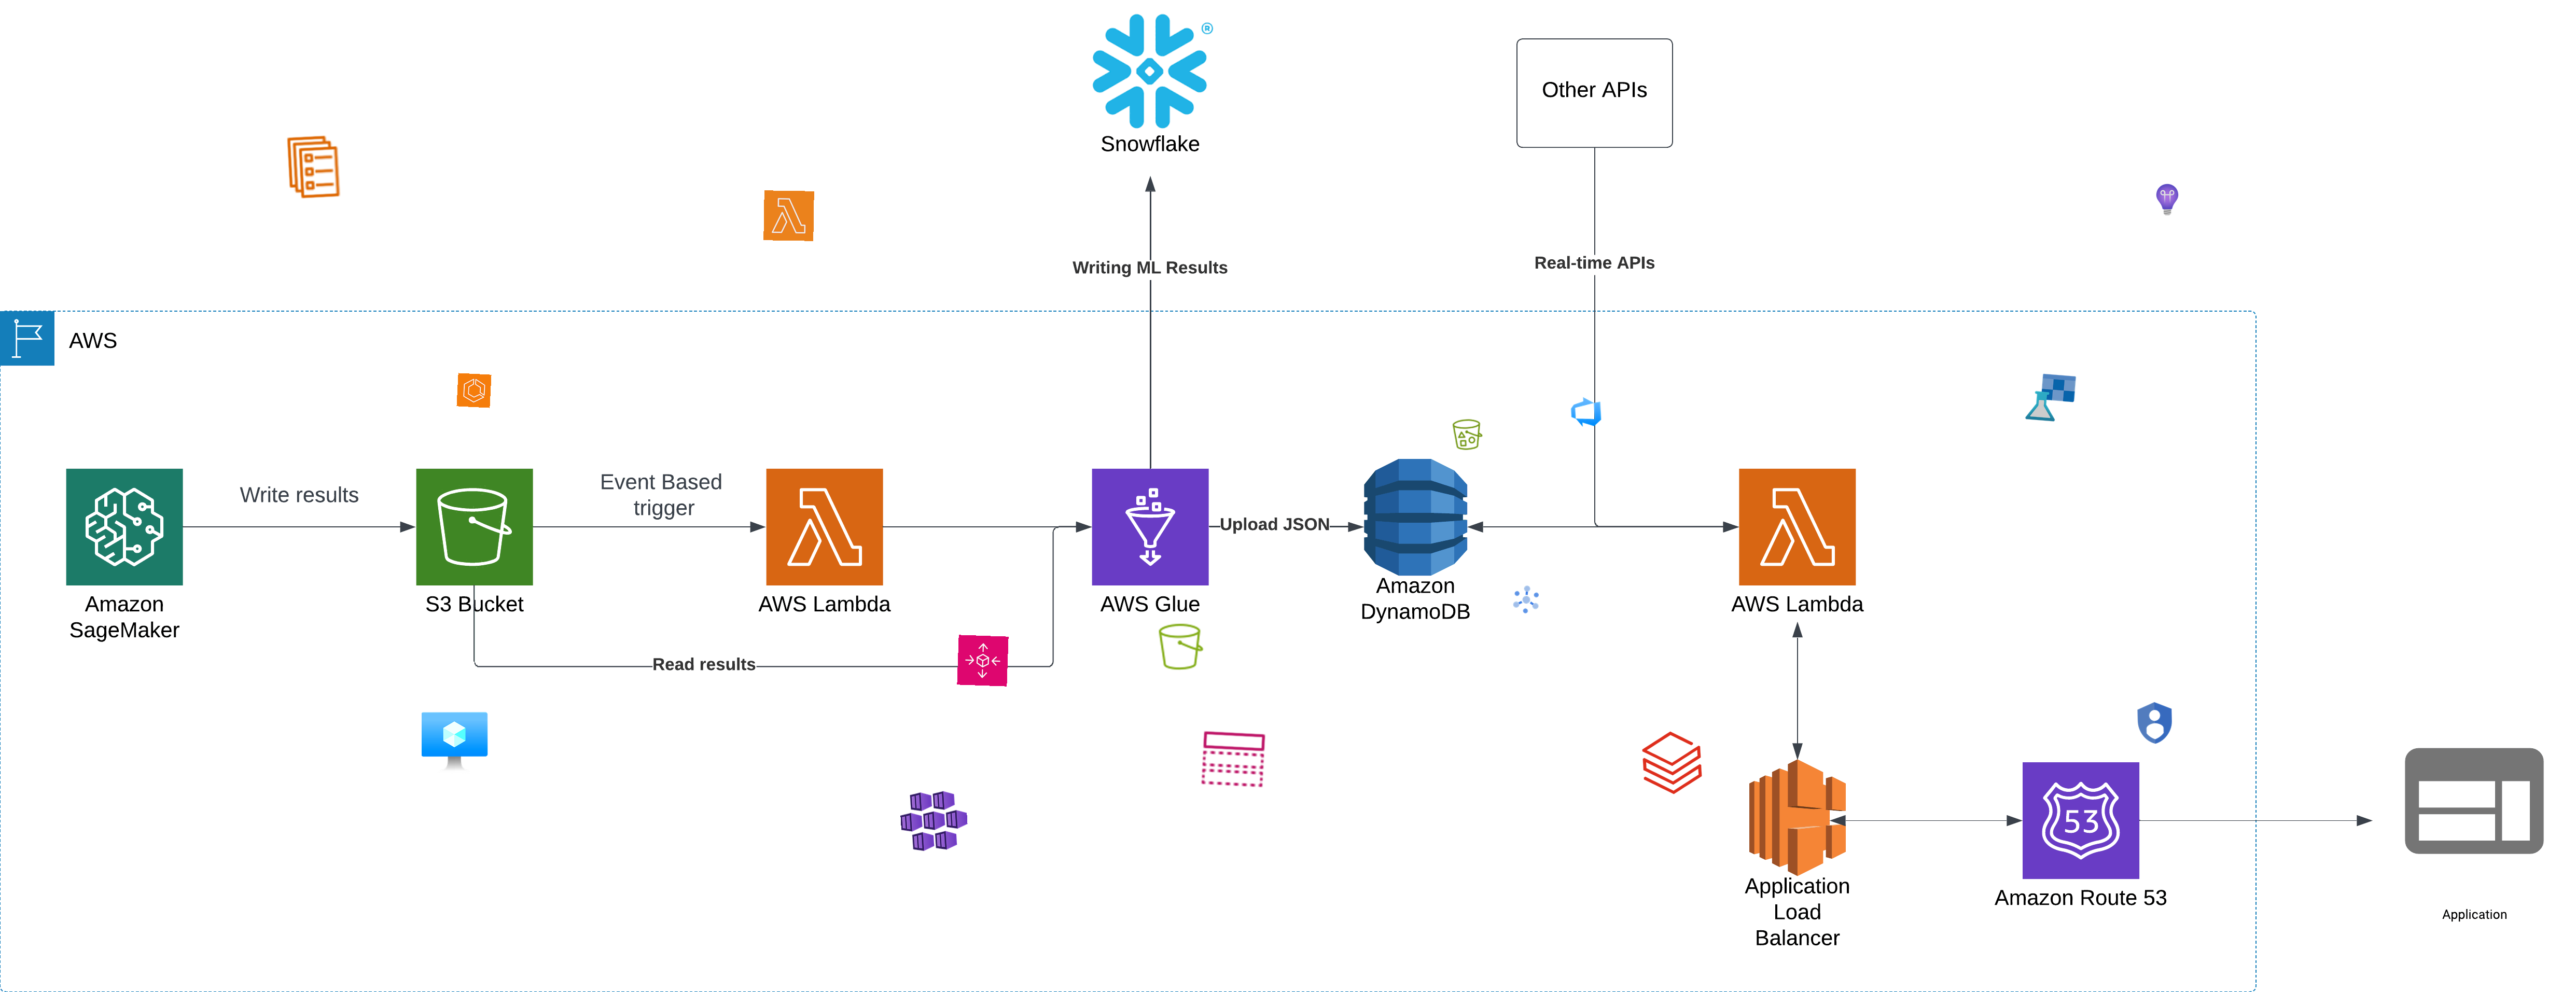 ®
Snowflake
Other APIs
Writing ML Results
Real-time APIs
AWS
Write results
Event Based
trigger
Upload JSON
Amazon
SageMaker
S3 Bucket
AWS Lambda
AWS Glue
Amazon
DynamoDB
AWS Lambda
Read results
53
Application
Load
Balancer
Amazon Route 53
Application